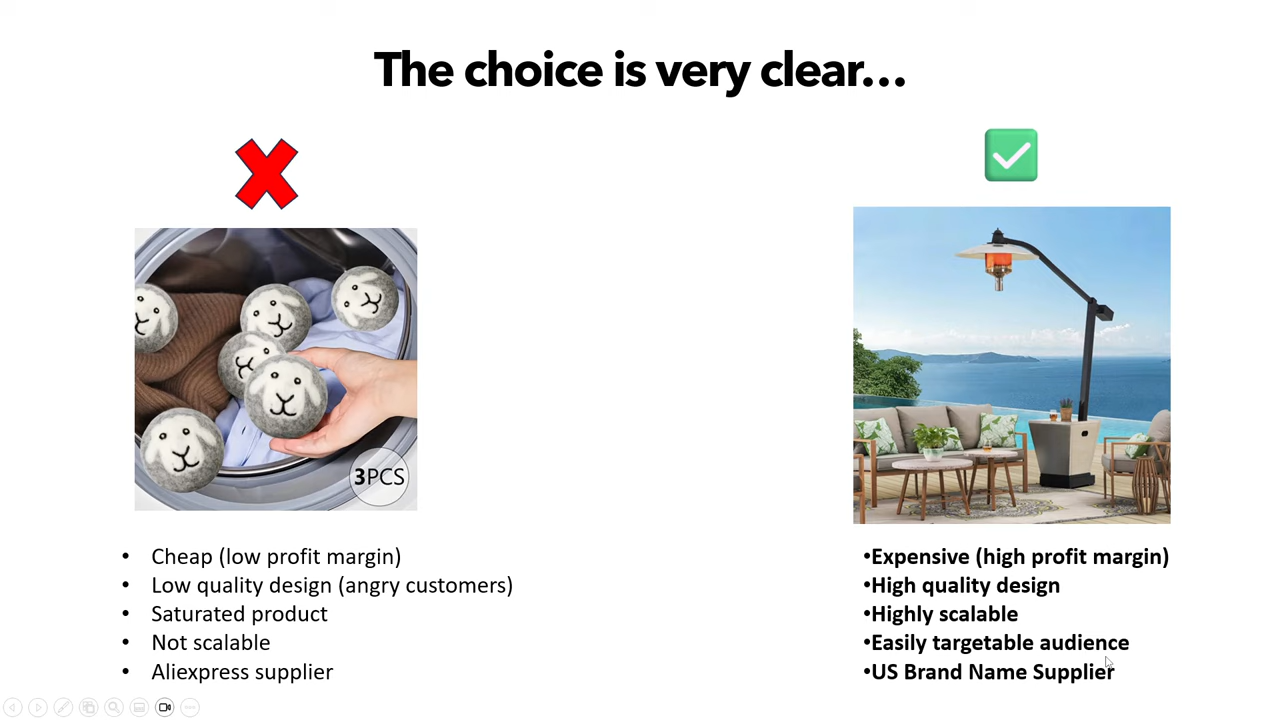 The choice is very clear...
3PCS
• Cheap (low profit margin)
• Low quality design (angry customers)
• Saturated product
• Not scalable
• Aliexpress supplier
•Expensive (high profit margin)
•High quality design
•Highly scalable
•Easily targetable audience
•US Brand Name Supplier